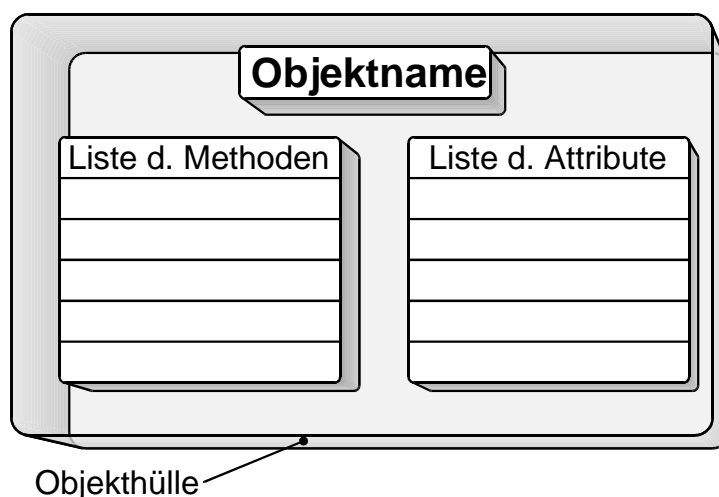 Objektname
Liste d. Methoden
Liste d. Attribute
Objekthülle